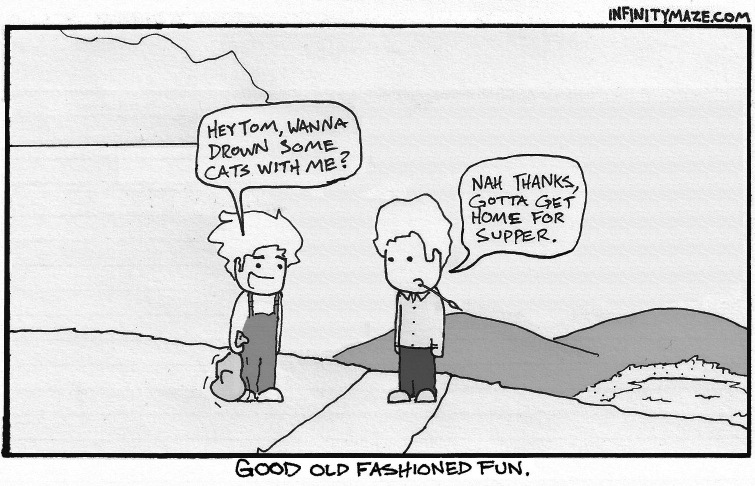 INFINITYMAZE.COM
HEY TOM, WANNA
DROWN SOME
CATS WITH ME?
NAH THANKS,
GOTTA GET
HOME FOR
SUPPER.
GOOD OLD FASHIONED FUN.